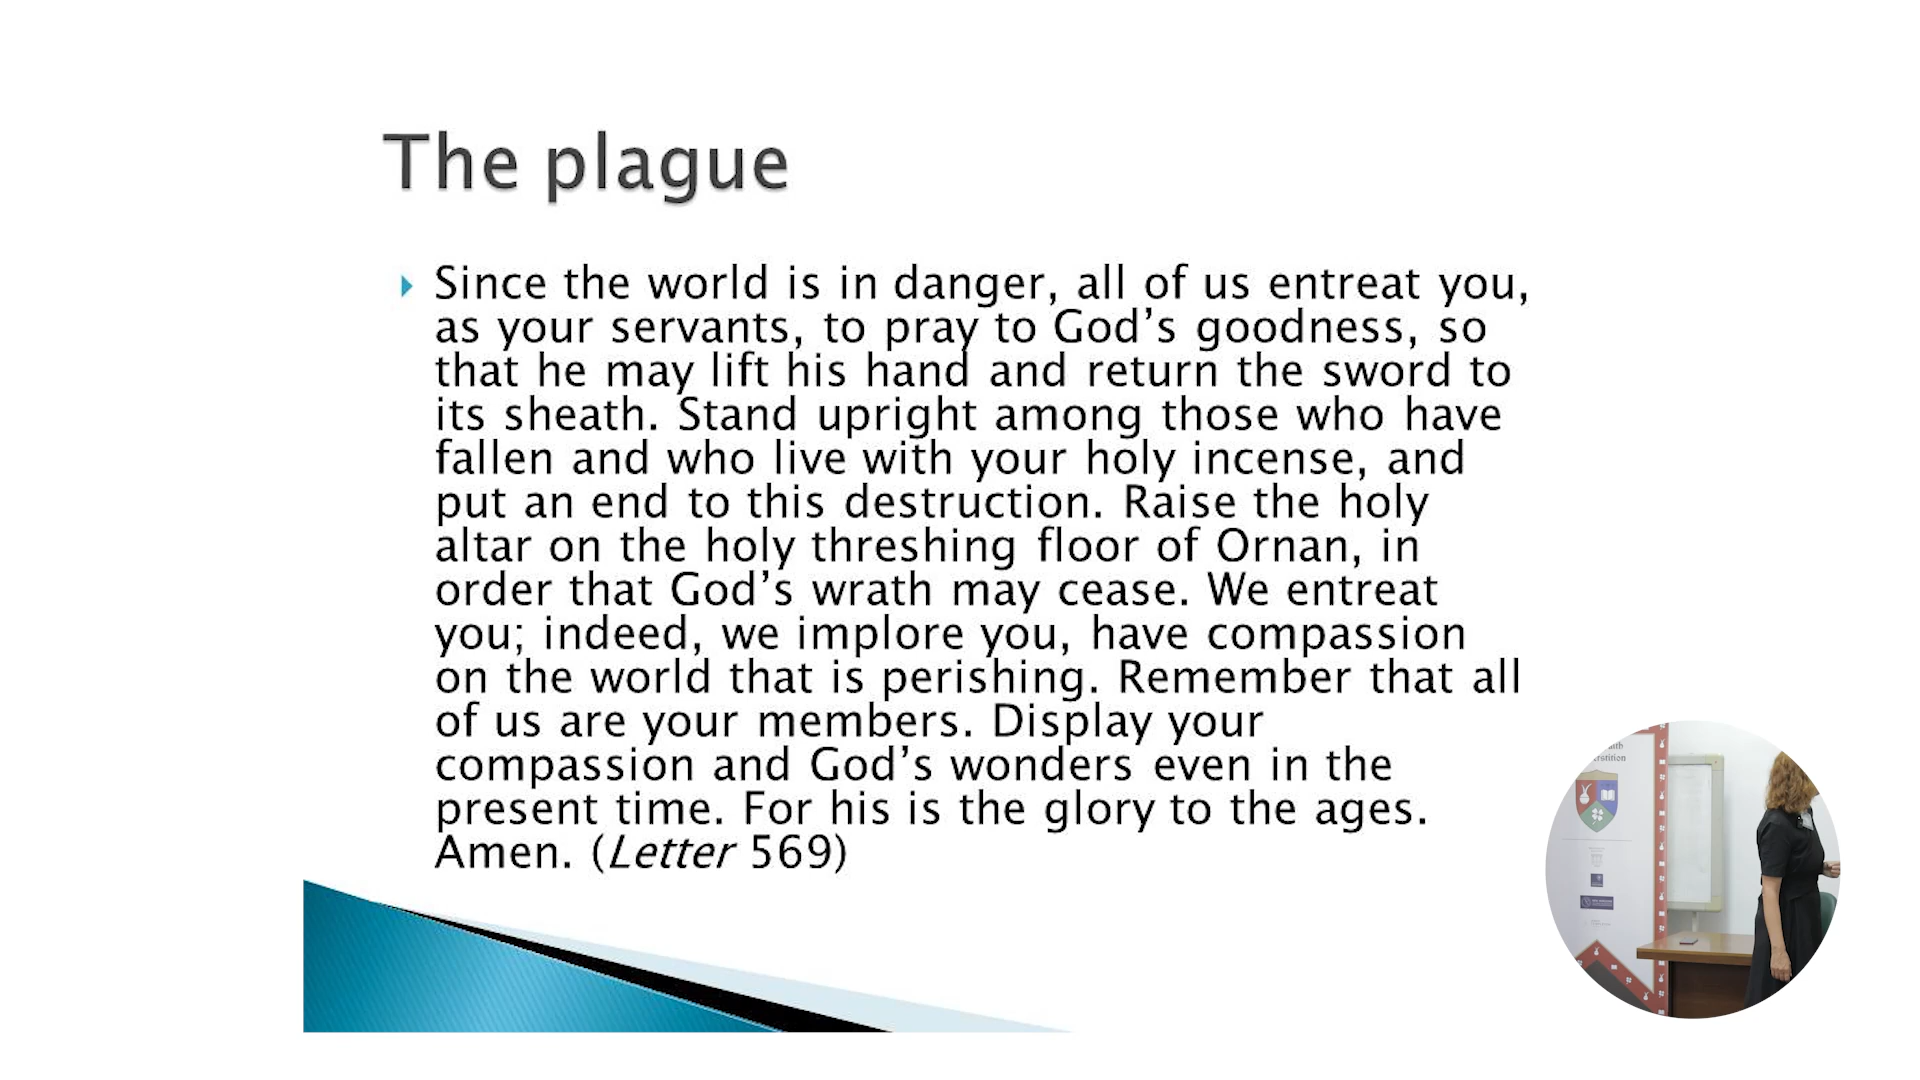 The plague
Since the world is in danger, all of us entreat you,
as your servants, to pray to God’s goodness, so
that he may lift his hand and return the sword to
its sheath. Stand upright among those who have
fallen and who live with your holy incense, and
put an end to this destruction. Raise the holy
altar on the holy threshing floor of Ornan, in
order that God’s wrath may cease. We entreat
you; indeed, we implore you, have compassion
on the world that is perishing. Remember that all
of us are your members. Display your
compassion and God’s wonders even in the
present time. For his is the glory to the ages.
Amen. (Letter 569)